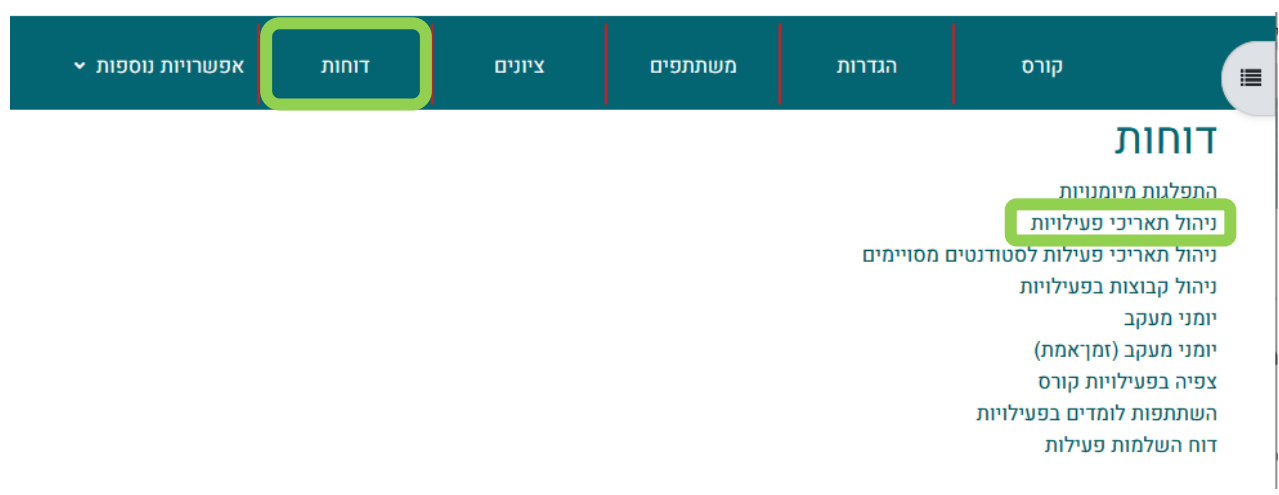 קורס הגדרות משתתפים ציונים דוחות אפשרויות נוספות
דוחות
התפלגות מיומנויות
ניהול תאריכי פעילויות
ניהול תאריכי פעילות לסטודנטים מסויימים
ניהול קבוצות בפעילויות
יומני מעקב
יומני מעקב (זמן־אמת)
צפיה בפעילויות קורס
השתתפות לומדים בפעילויות
דוח השלמות פעילות